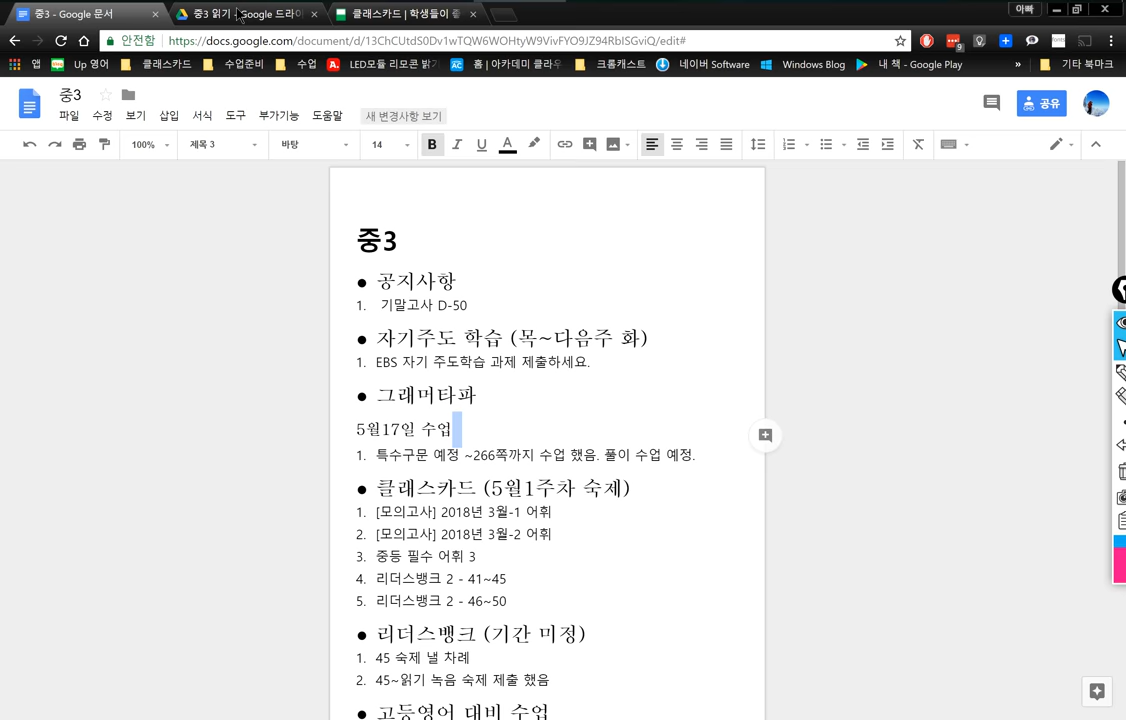 중3 - Google 문서
중3 읽기 - Google 드라이
클래스카드 | 학생들이 좋
아빠
안전함
https://docs.google.com/document/d/13ChCUtdS0Dv1wTQW6WOHtyW9VivFYO9JZ94RbISGviQ/edit#
앱
Up 영어
클래스카드
수업준비
수업
LED모듈 리모콘 밝기
홈 | 아카데미 클라우
크롬캐스트
네이버 Software
Windows Blog
내 책 - Google Play
»
기타 북마크
중3
파일 수정 보기 삽입 서식 도구 부가기능 도움말 새 변경사항 보기
공유
100% 제목 3 바탕 14 B I U A
중3
● 공지사항
1. 기말고사 D-50
● 자기주도 학습 (목~다음주 화)
1. EBS 자기 주도학습 과제 제출하세요.
● 그래머타파
5월17일 수업
1. 특수구문 예정 ~266쪽까지 수업 했음. 풀이 수업 예정.
● 클래스카드 (5월1주차 숙제)
1. [모의고사] 2018년 3월-1 어휘
2. [모의고사] 2018년 3월-2 어휘
3. 중등 필수 어휘 3
4. 리더스뱅크 2 - 41~45
5. 리더스뱅크 2 - 46~50
● 리더스뱅크 (기간 미정)
1. 45 숙제 낼 차례
2. 45~읽기 녹음 숙제 제출 했음
● 고등영어 대비 수업